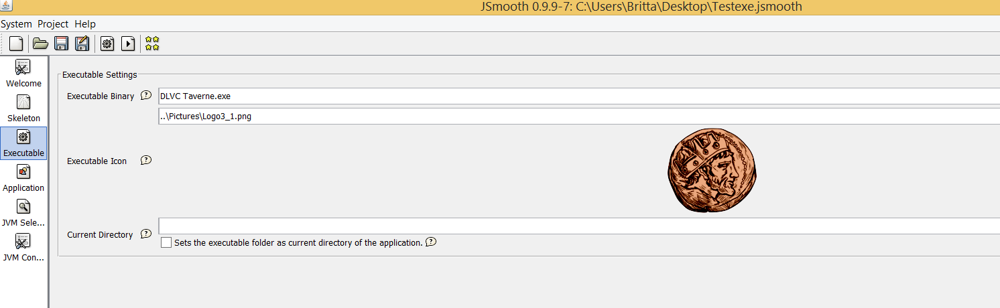 JSmooth 0.9.9-7: C:\Users\Britta\Desktop\Testexe.jsmooth
System Project Help
Welcome
Skeleton
Executable
Application
JVM Sele...
JVM Con...
Executable Settings
Executable Binary ? DLVC Taverne.exe
..\Pictures\Logo3_1.png
Executable Icon ?
Current Directory ?
Sets the executable folder as current directory of the application. ?